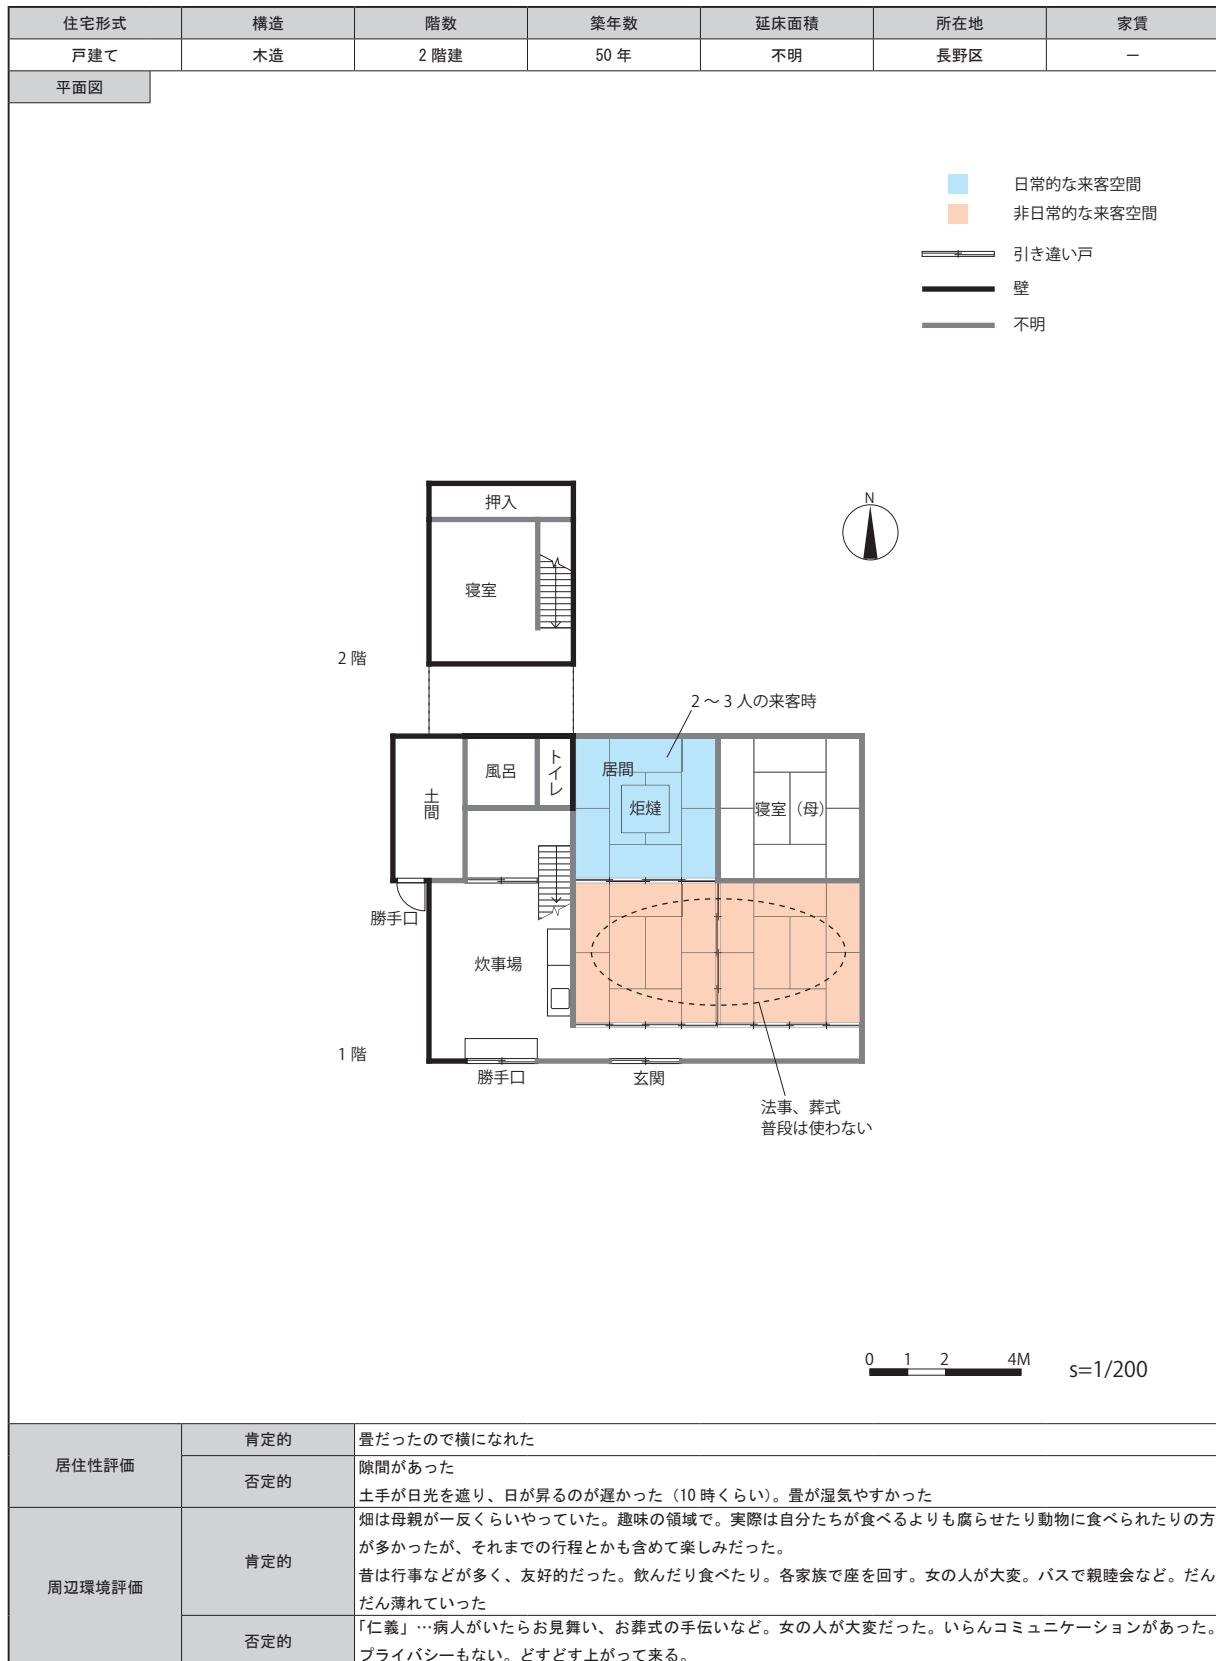 住宅形式 構造 階数 築年数 延床面積 所在地 家賃
戸建て 木造 2 階建 50 年 不明 長野区 －
平面図
日常的な来客空間
非日常的な来客空間
引き違い戸
壁
不明
押入
N
寝室
2 階
2 ～ 3 人の来客時
風呂
トイレ
居間
土間
炬燵
寝室（母）
勝手口
炊事場
1 階
勝手口
玄関
法事、葬式
普段は使わない
0 1 2 4M
s=1/200
居住性評価
肯定的
畳だったので横になれた
否定的
隙間があった
土手が日光を遮り、日が昇るのが遅かった（10 時くらい）。畳が湿気やすかった
周辺環境評価
肯定的
畑は母親が一反くらいやっていた。趣味の領域で。実際は自分たちが食べるよりも腐らせたり動物に食べられたりの方
が多かったが、それまでの行程とかも含めて楽しみだった。
昔は行事などが多く、友好的だった。飲んだり食べたり。各家族で座を回す。女の人が大変。バスで親睦会など。だん
だん薄れていった
否定的
「仁義」…病人がいたらお見舞い、お葬式の手伝いなど。女の人が大変だった。いらんコミュニケーションがあった。
プライバシーもない。どすどす上がって来る。